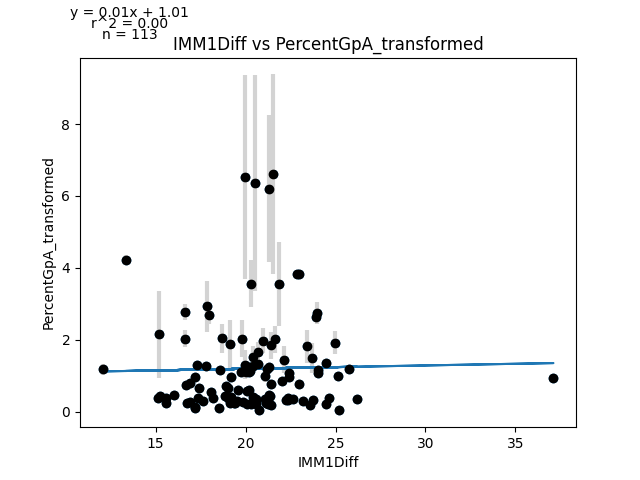 y = 0.01x + 1.01
r^2 = 0.00
n = 113
IMM1Diff vs PercentGpA_transformed
PercentGpA_transformed
8
6
4
2
0
15 20 25 30 35
IMM1Diff